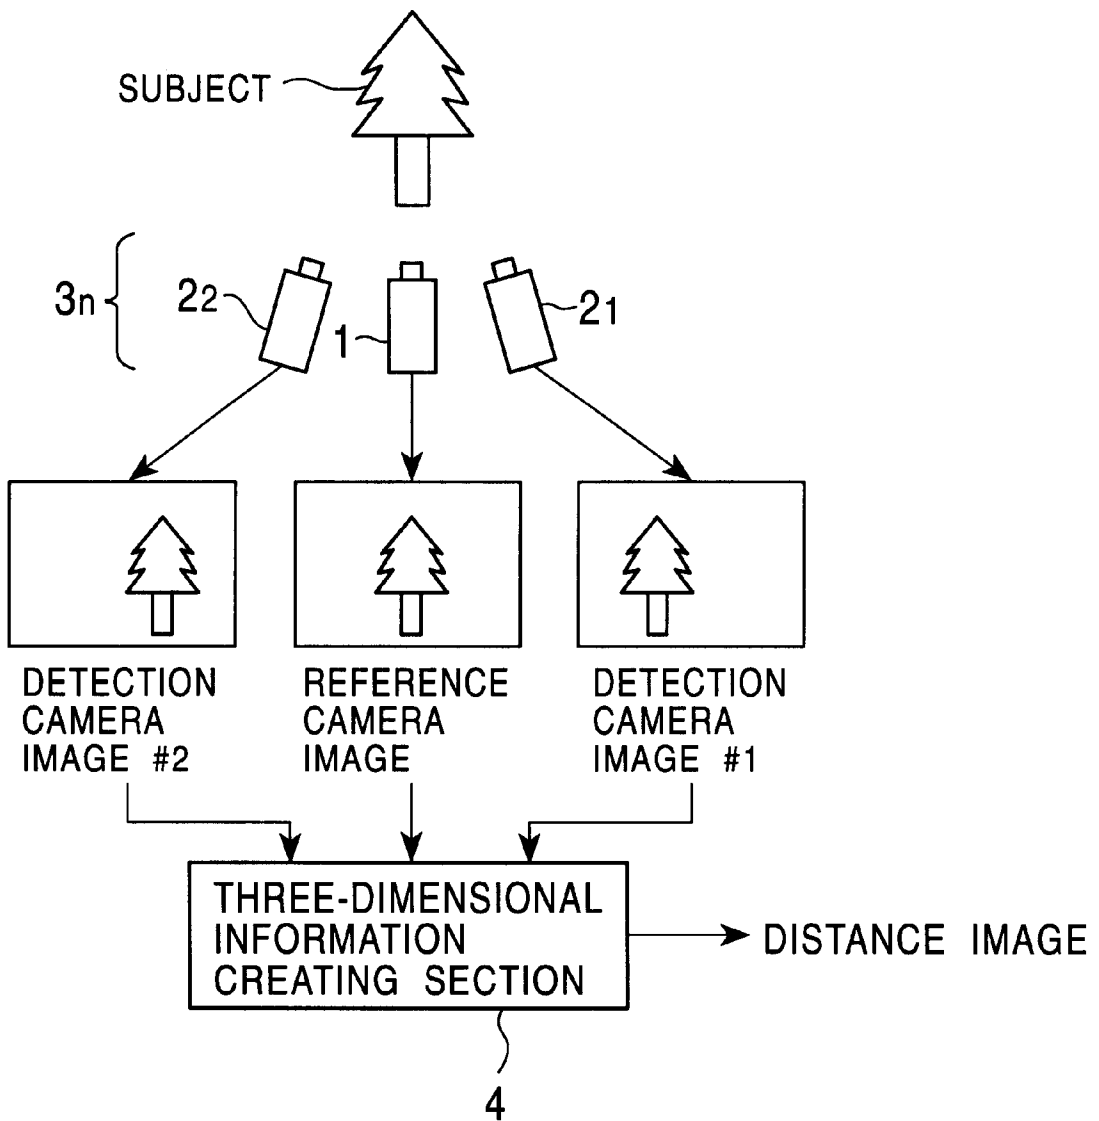 SUBJECT
3n
22
1
21
DETECTION
CAMERA
IMAGE #2
REFERENCE
CAMERA
IMAGE
DETECTION
CAMERA
IMAGE #1
THREE-DIMENSIONAL
INFORMATION
CREATING SECTION
DISTANCE IMAGE
4